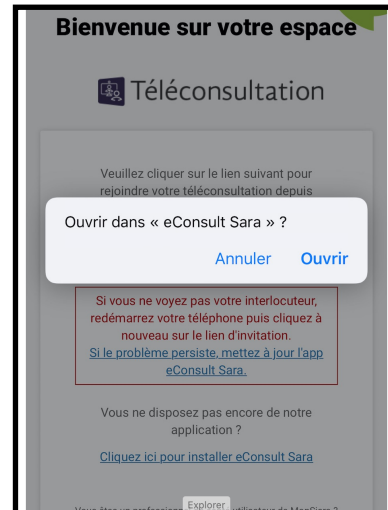 Bienvenue sur votre espace
Téléconsultation
Veuillez cliquer sur le lien suivant pour
rejoindre votre téléconsultation depuis
Ouvrir dans « eConsult Sara » ?
Annuler Ouvrir
Si vous ne voyez pas votre interlocuteur,
redémarrez votre téléphone puis cliquez à
nouveau sur le lien d'invitation.
Si le problème persiste, mettez à jour l'app
eConsult Sara.
Vous ne disposez pas encore de notre
application ?
Cliquez ici pour installer eConsult Sara
Explorer